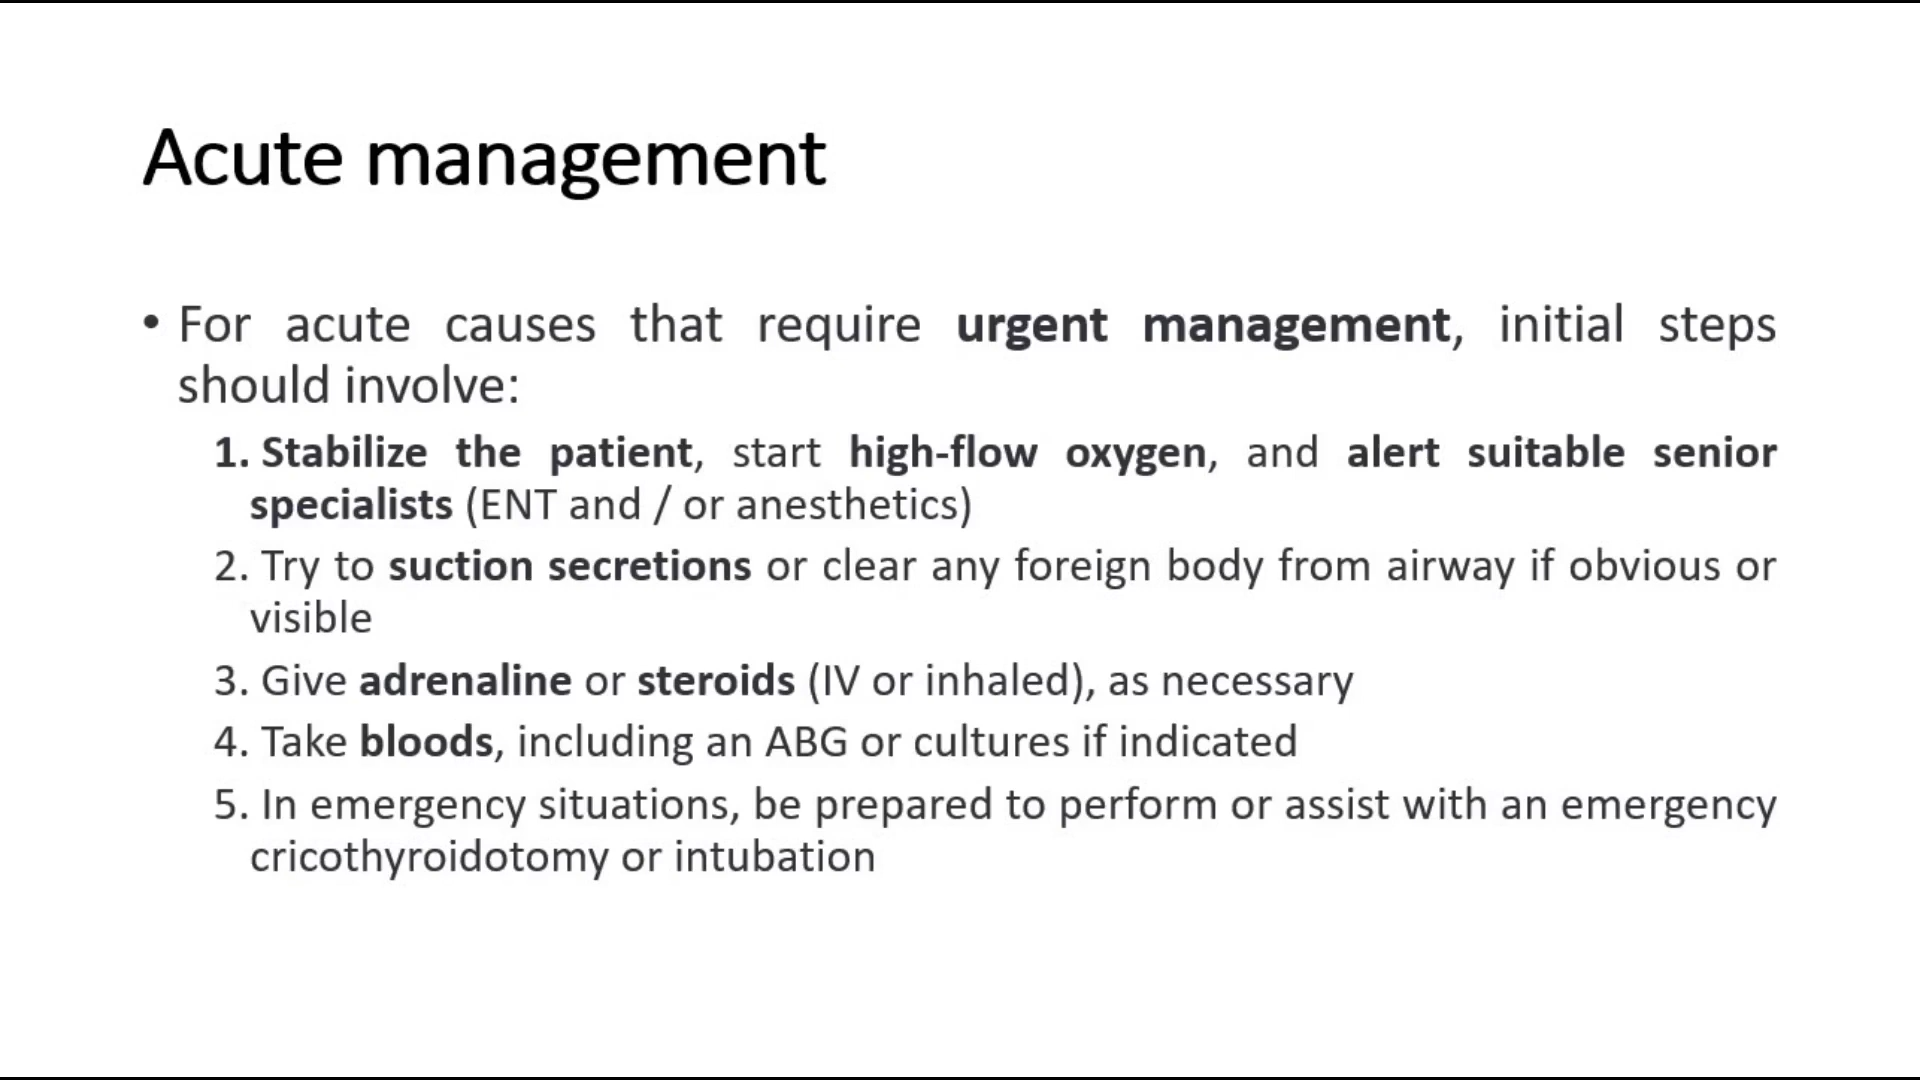 Acute management
• For acute causes that require urgent management, initial steps
should involve:
1. Stabilize the patient, start high-flow oxygen, and alert suitable senior
specialists (ENT and / or anesthetics)
2. Try to suction secretions or clear any foreign body from airway if obvious or
visible
3. Give adrenaline or steroids (IV or inhaled), as necessary
4. Take bloods, including an ABG or cultures if indicated
5. In emergency situations, be prepared to perform or assist with an emergency
cricothyroidotomy or intubation